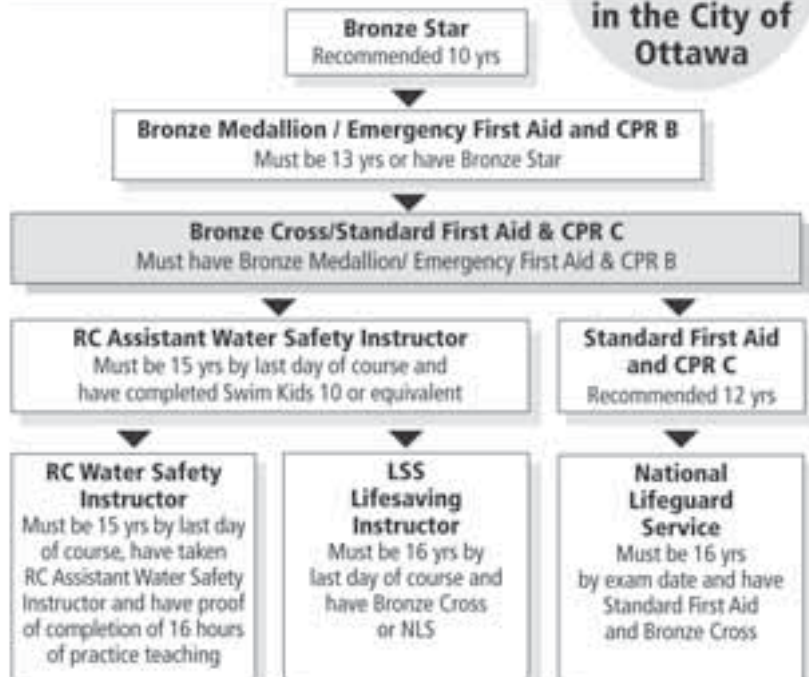 in the City of
Ottawa
Bronze Star
Recommended 10 yrs
Bronze Medallion / Emergency First Aid and CPR B
Must be 13 yrs or have Bronze Star
Bronze Cross/Standard First Aid & CPR C
Must have Bronze Medallion/ Emergency First Aid & CPR B
RC Assistant Water Safety Instructor
Must be 15 yrs by last day of course and
have completed Swim Kids 10 or equivalent
Standard First Aid
and CPR C
Recommended 12 yrs
RC Water Safety
Instructor
Must be 15 yrs by last day
of course, have taken
RC Assistant Water Safety
Instructor and have proof
of completion of 16 hours
of practice teaching
LSS
Lifesaving
Instructor
Must be 16 yrs by
last day of course and
have Bronze Cross
or NLS
National
Lifeguard
Service
Must be 16 yrs
by exam date and have
Standard First Aid
and Bronze Cross